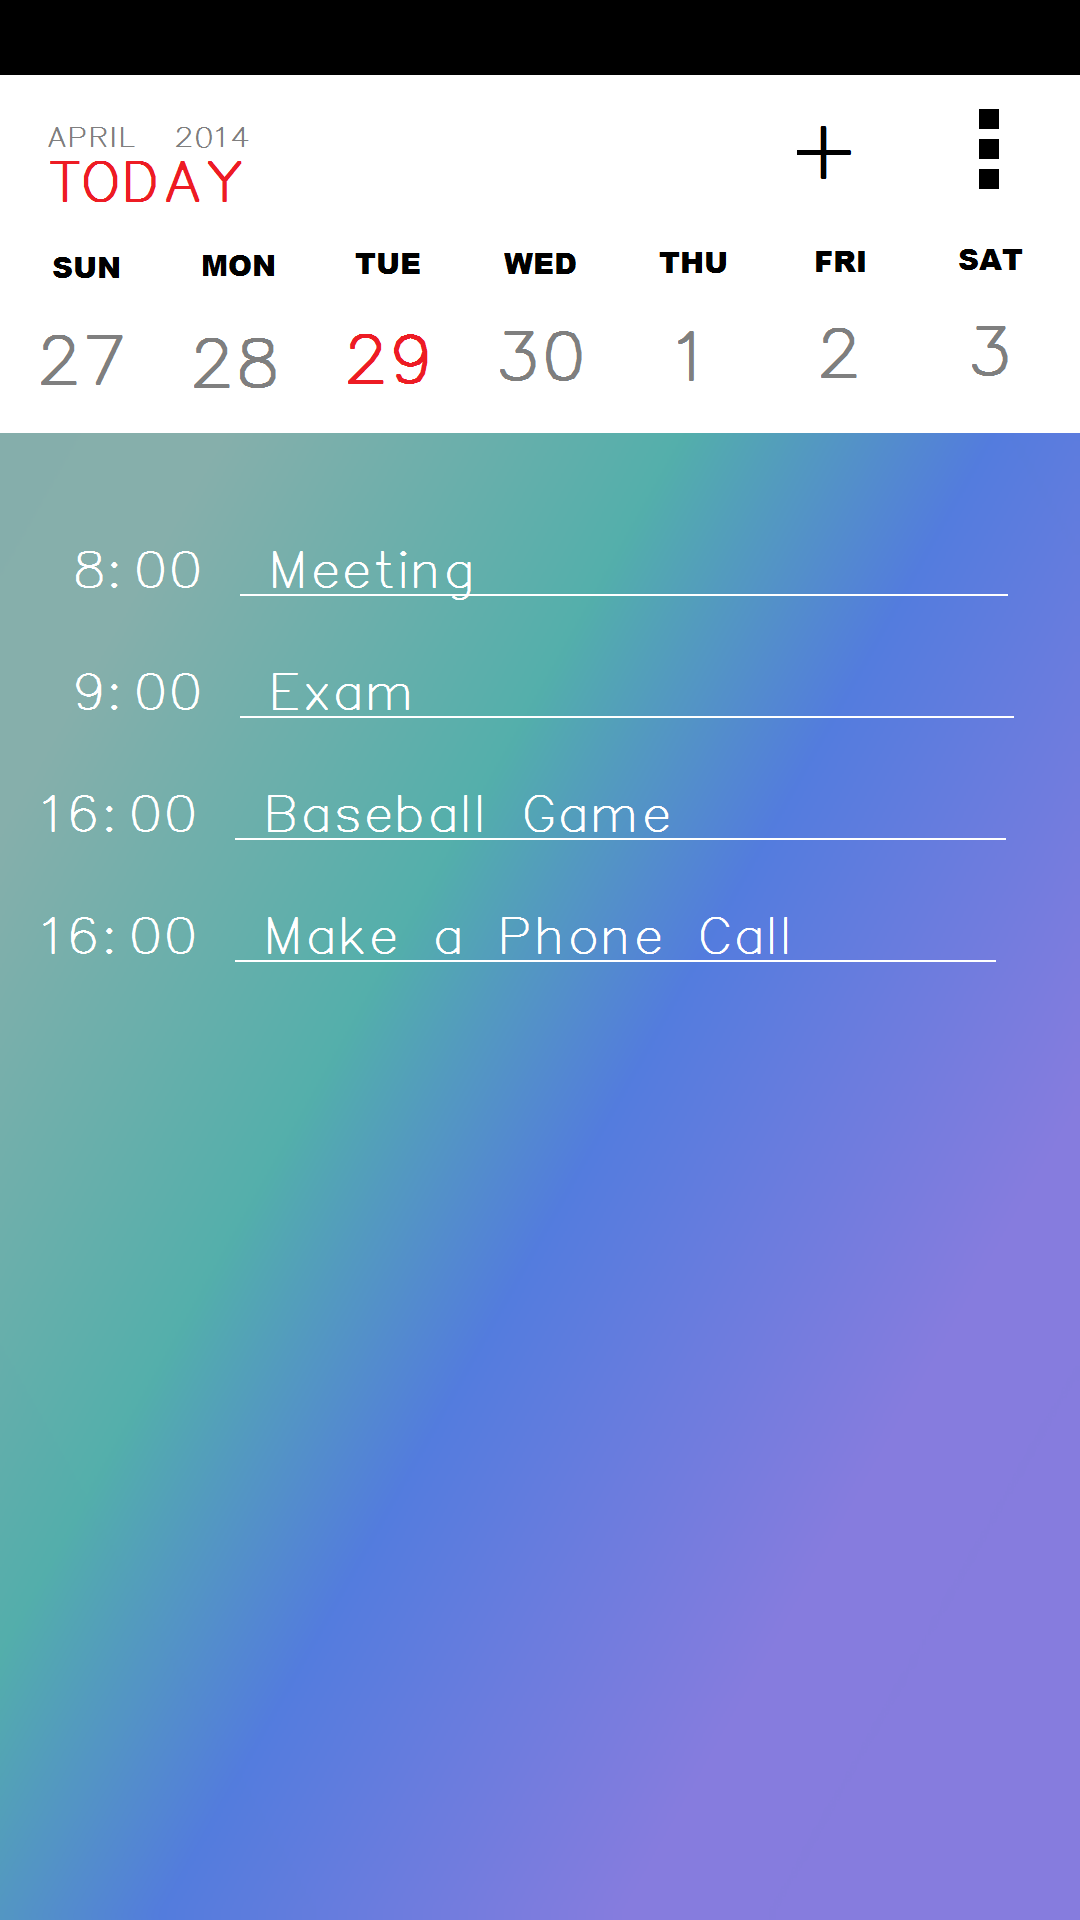 APRIL 2014
TODAY
SUN MON TUE WED THU FRI SAT
27 28 29 30 1 2 3
8:00 Meeting
9:00 Exam
16:00 Baseball Game
16:00 Make a Phone Call